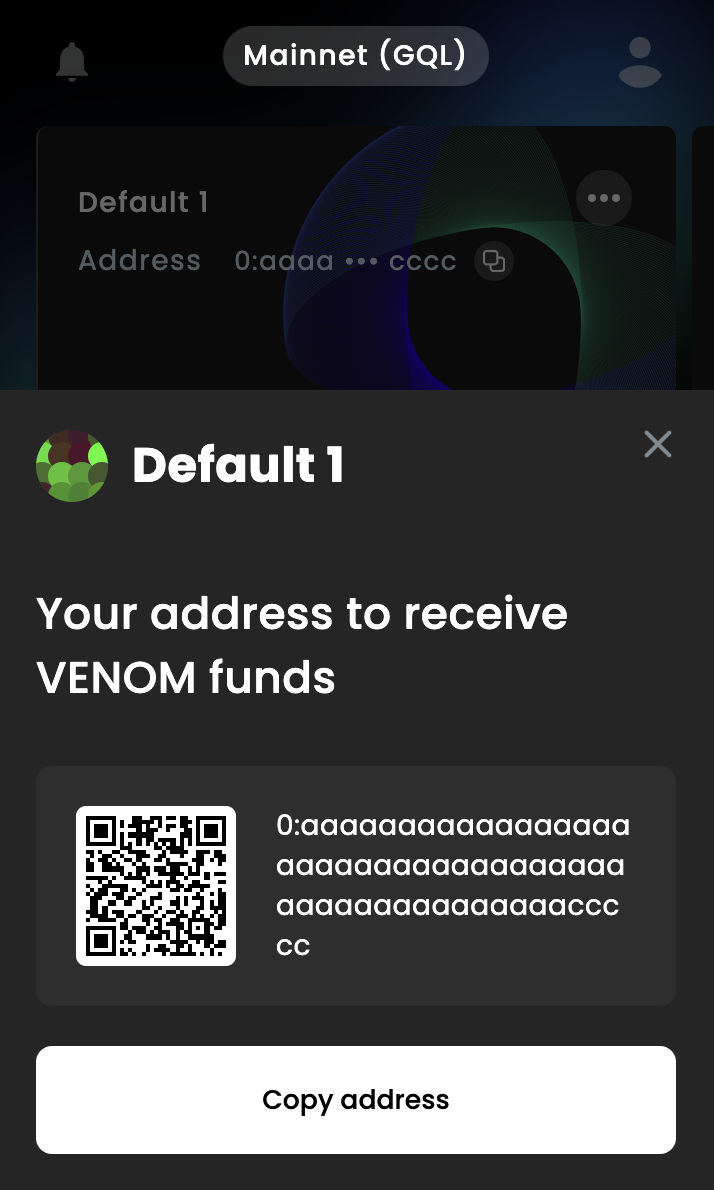 Mainnet (GQL)
Default 1
Address 0:aaaa ••• cccc
Default 1
Your address to receive
VENOM funds
0:aaaaaaaaaaaaaaaaa
aaaaaaaaaaaaaaaaaa
aaaaaaaaaaaaaaaccc
cc
Copy address